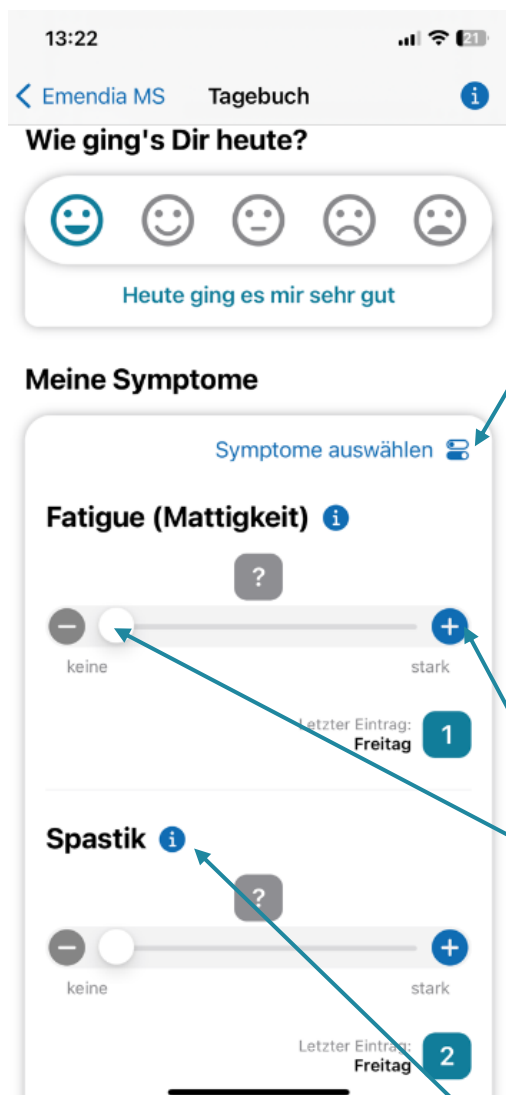 13:22
21
Emendia MS Tagebuch
Wie ging's Dir heute?
Heute ging es mir sehr gut
Meine Symptome
Symptome auswählen
Fatigue (Mattigkeit) i
?
− +
keine stark
Letzter Eintrag:
Freitag
1
Spastik i
?
− +
keine stark
Letzter Eintrag:
Freitag
2